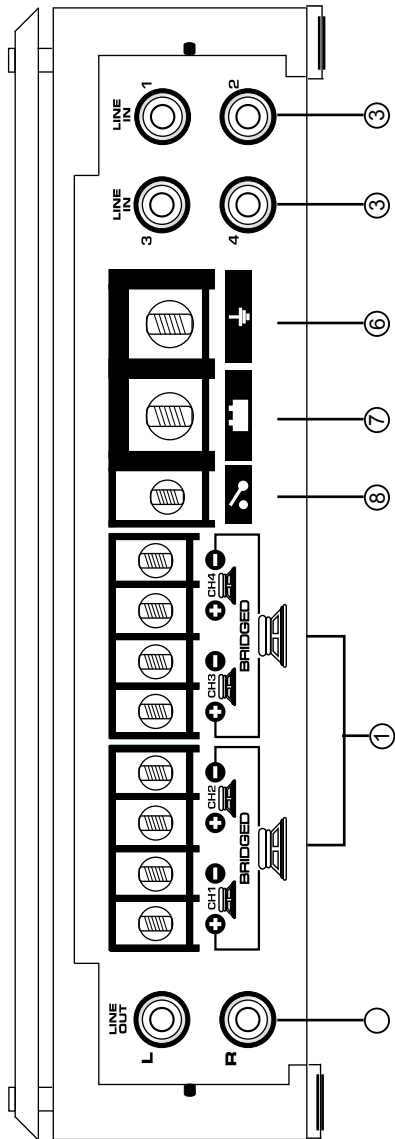 LINE
OUT
L
R
+ CH1 − + CH2 −
BRIDGED
+ CH3 − + CH4 −
BRIDGED
LINE
IN
3
4
LINE
IN
1
2
①
⑧
⑦
⑥
③
③